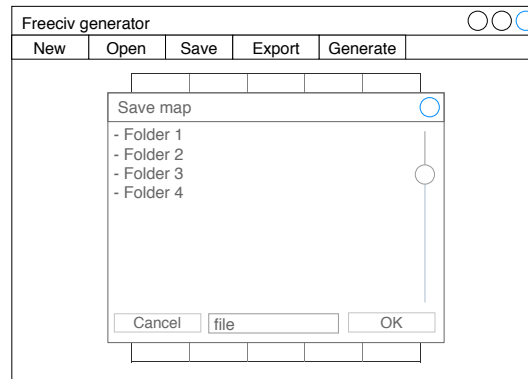 Freeciv generator
New Open Save Export Generate
Save map
- Folder 1
- Folder 2
- Folder 3
- Folder 4
Cancel file OK